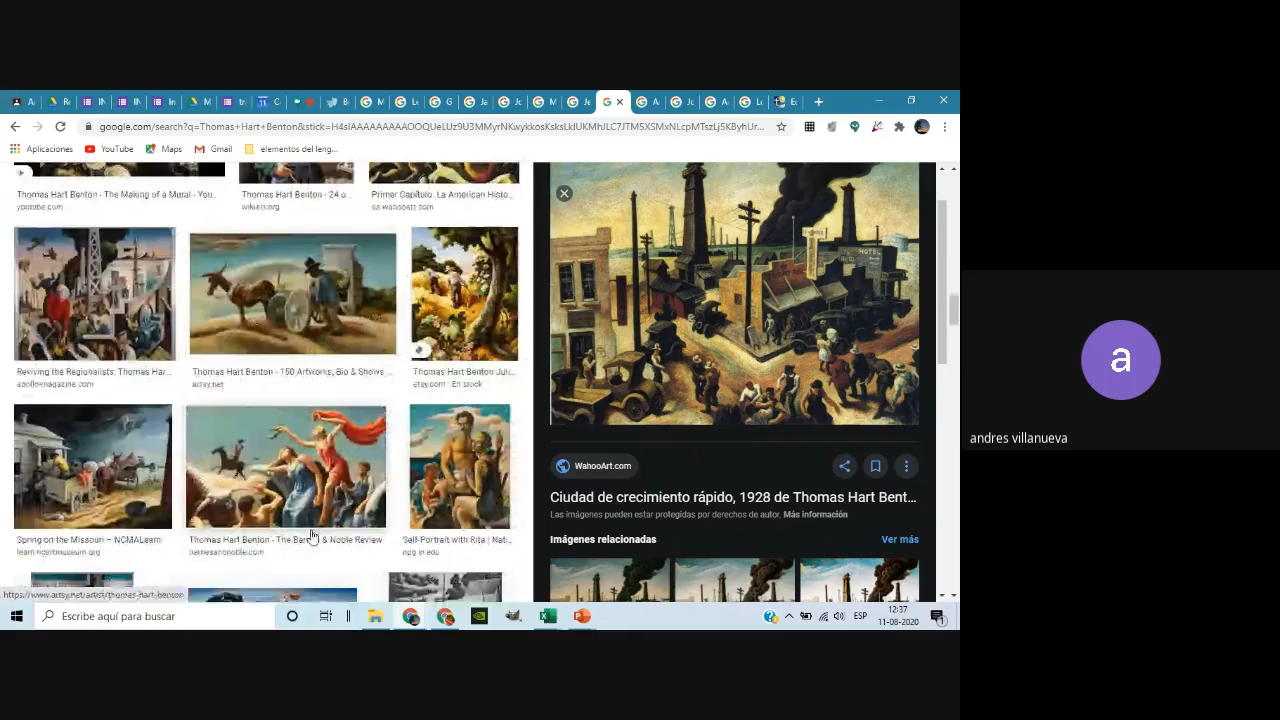 google.com/search?q=Thomas+Hart+Benton&stick=
Aplicaciones YouTube Maps Gmail elementos del leng...
Thomas Hart Benton - The Making of a Mural - You...
youtube.com
Thomas Hart Benton - 24 o...
wikiart.org
Primer Capítulo. La American Histo...
es.wahooart.com
Reviving the Regionalists: Thomas Har...
apollomagazine.com
Thomas Hart Benton - 150 Artworks, Bio & Shows ...
artsy.net
Thomas Hart Benton Jul...
etsy.com · En stock
Spring on the Missouri – NCMALearn
learn.ncartmuseum.org
Thomas Hart Benton - The Barnes & Noble Review
barnesandnoble.com
'Self-Portrait with Rita | Nati...
npg.si.edu
https://www.artsy.net/artist/thomas-hart-benton
HOTEL
WahooArt.com
Ciudad de crecimiento rápido, 1928 de Thomas Hart Bent...
Las imágenes pueden estar protegidas por derechos de autor. Más información
Imágenes relacionadas Ver más
Escribe aquí para buscar
ESP
12:37
11-08-2020
a
andres villanueva